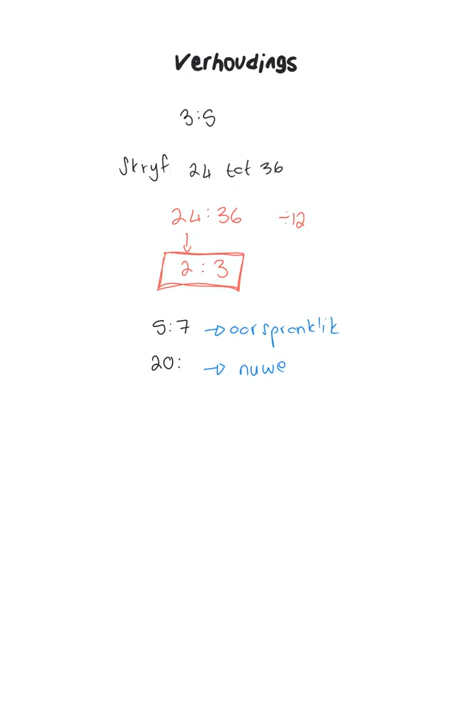 Verhoudings
3:5
Skryf 24 tot 36
24:36 ÷12
2:3
5:7 → oorspronklik
20: → nuwe